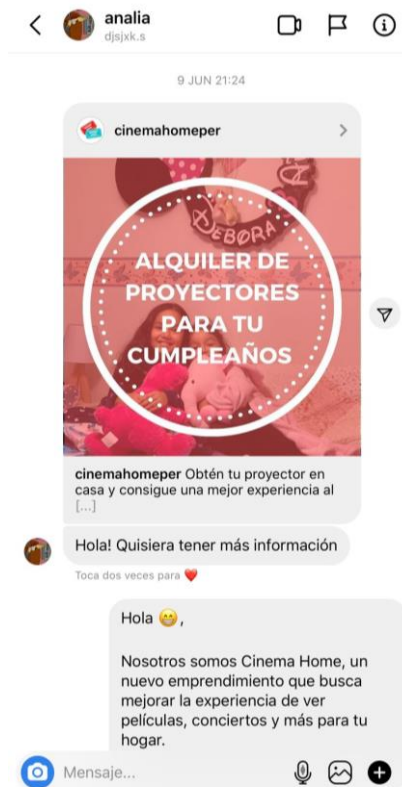 analia
djsjxk.s
9 JUN 21:24
cinemahomeper
DEBORA
ALQUILER DE
PROYECTORES
PARA TU
CUMPLEAÑOS
cinemahomeper Obtén tu proyector en
casa y consigue una mejor experiencia al
[...]
Hola! Quisiera tener más información
Toca dos veces para ❤️
Hola 😁,
Nosotros somos Cinema Home, un
nuevo emprendimiento que busca
mejorar la experiencia de ver
películas, conciertos y más para tu
hogar.
Mensaje...